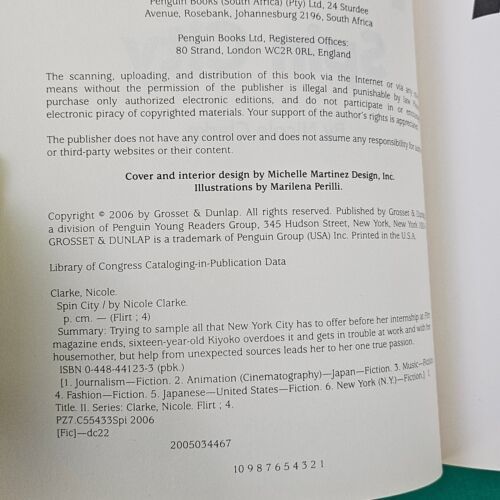 Penguin Books (South Africa) (Pty) Ltd, 24 Sturdee
Avenue, Rosebank, Johannesburg 2196, South Africa
Penguin Books Ltd, Registered Offices:
80 Strand, London WC2R 0RL, England
The scanning, uploading, and distribution of this book via the Internet or via any
means without the permission of the publisher is illegal and punishable by law.
purchase only authorized electronic editions, and do not participate in or
electronic piracy of copyrighted materials. Your support of the author's rights is appreciated.
The publisher does not have any control over and does not assume any responsibility for
or third-party websites or their content.
Cover and interior design by Michelle Martinez Design, Inc.
Illustrations by Marilena Perilli.
Copyright © 2006 by Grosset & Dunlap. All rights reserved. Published by Grosset &
a division of Penguin Young Readers Group, 345 Hudson Street, New York, New York
GROSSET & DUNLAP is a trademark of Penguin Group (USA) Inc. Printed in the U.S.A.
Library of Congress Cataloging-in-Publication Data
Clarke, Nicole.
Spin City / by Nicole Clarke.
p. cm. — (Flirt ; 4)
Summary: Trying to sample all that New York City has to offer before her internship at
magazine ends, sixteen-year-old Kiyoko overdoes it and gets in trouble at work and with her
housemother, but help from unexpected sources leads her to her one true passion.
ISBN 0-448-44123-3 (pbk.)
[1. Journalism—Fiction. 2. Animation (Cinematography)—Japan—Fiction. 3. Music—Fiction.
4. Fashion—Fiction. 5. Japanese—United States—Fiction. 6. New York (N.Y.)—Fiction.] I.
Title. II. Series: Clarke, Nicole. Flirt ; 4.
PZ7.C55433Spi 2006
[Fic]—dc22
2005034467
10 9 8 7 6 5 4 3 2 1